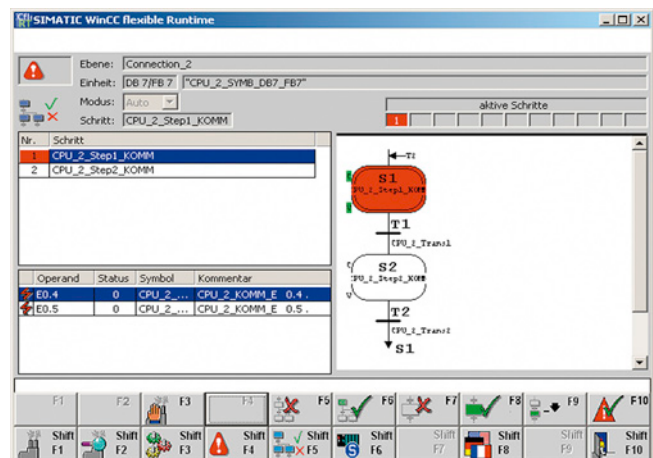 SIMATIC WinCC flexible Runtime
Ebene: Connection_2
Einheit: DB 7/FB 7 "CPU_2_SYMB_DB7_FB7"
Modus: Auto
aktive Schritte
Schritt: CPU_2_Step1_KOMM
1
Nr. Schritt
1 CPU_2_Step1_KOMM
2 CPU_2_Step2_KOMM
T2
S1
PU_2_Step1_KOM
T1
CPU_2_Trans1
S2
PU_2_Step2_KOM
V
T2
CPU_2_Trans2
S1
Operand Status Symbol Kommentar
E0.4 0 CPU_2_... CPU_2_KOMM_E 0.4 .
E0.5 0 CPU_2_... CPU_2_KOMM_E 0.5 .
F1 F2 F3 F4 F5 F6 F7 F8 F9 F10
Shift F1 Shift F2 Shift F3 Shift F4 Shift F5 Shift F6 Shift F7 Shift F8 Shift F9 Shift F10